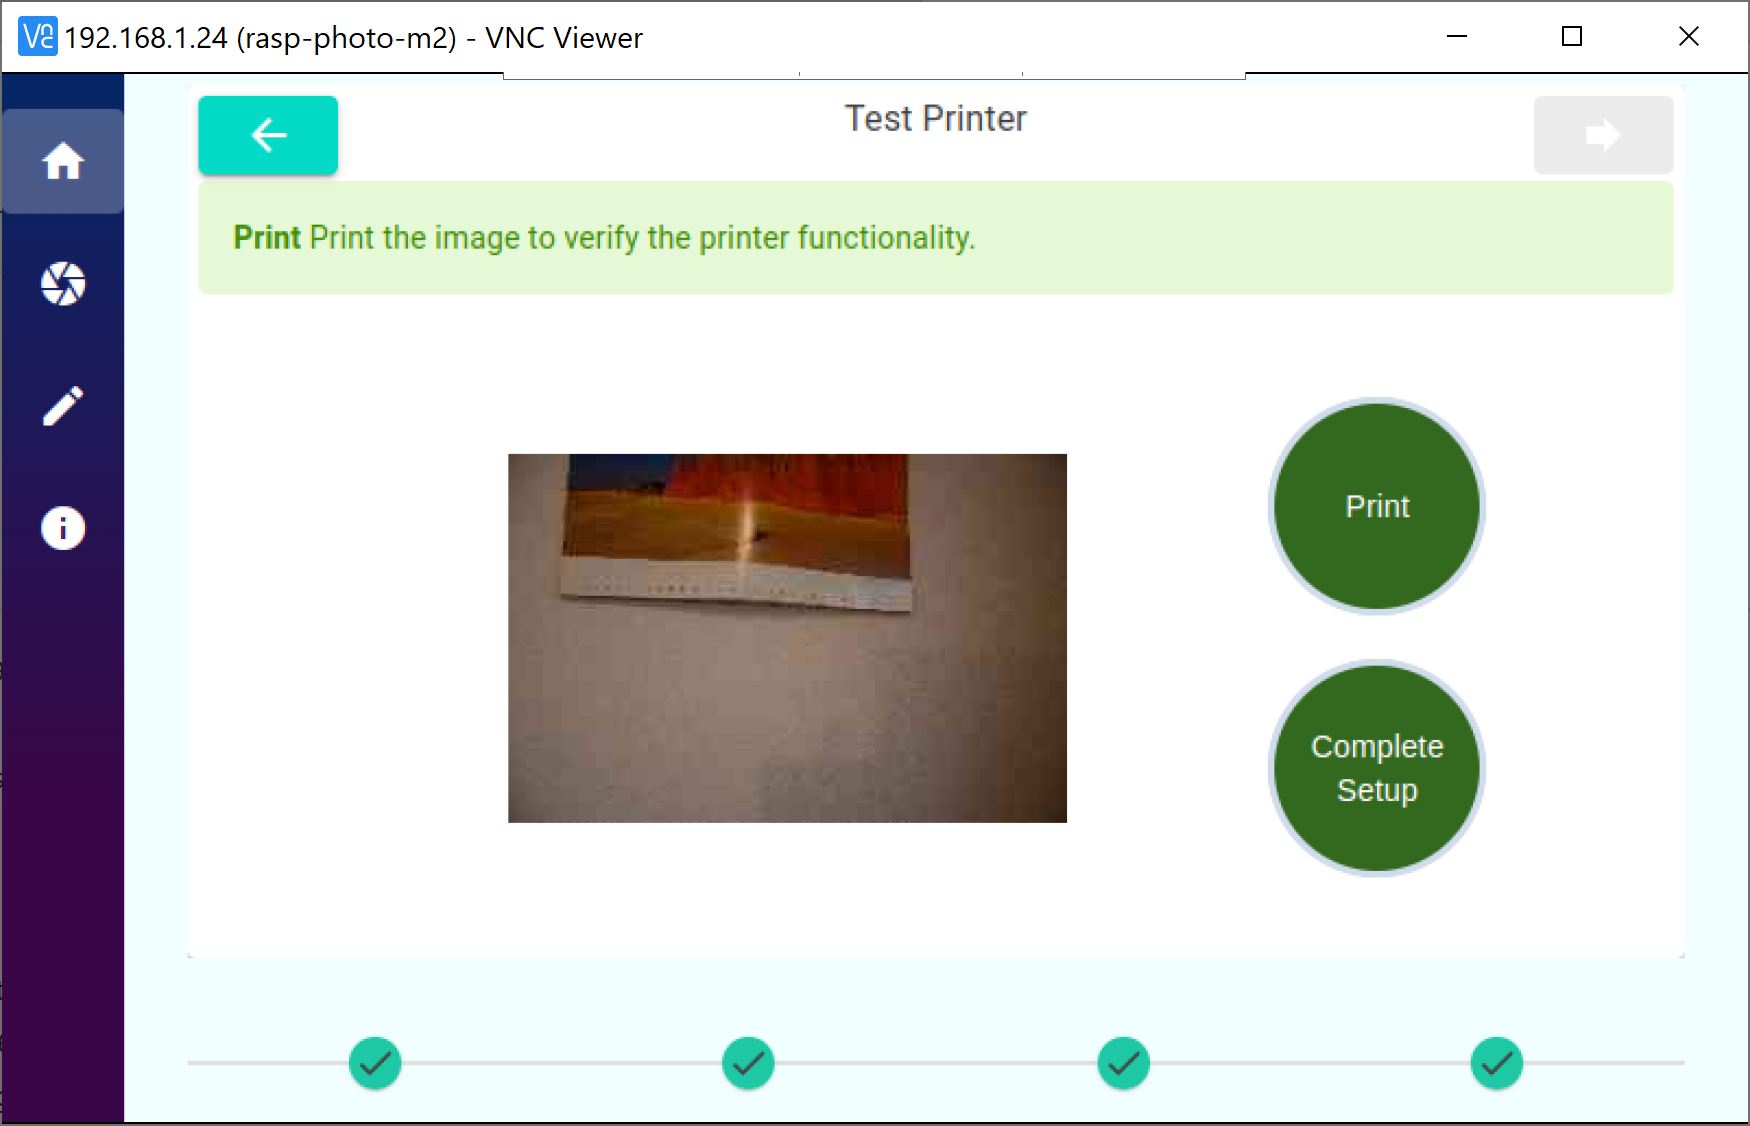 192.168.1.24 (rasp-photo-m2) - VNC Viewer
Test Printer
Print Print the image to verify the printer functionality.
Print
Complete
Setup